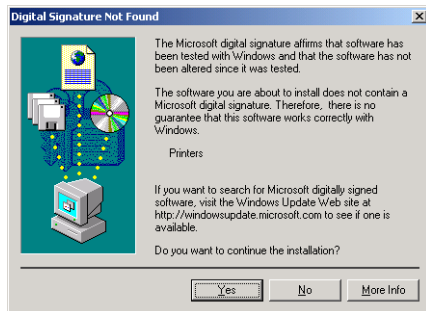 Digital Signature Not Found
The Microsoft digital signature affirms that software has
been tested with Windows and that the software has not
been altered since it was tested.
The software you are about to install does not contain a
Microsoft digital signature. Therefore, there is no
guarantee that this software works correctly with
Windows.
Printers
If you want to search for Microsoft digitally signed
software, visit the Windows Update Web site at
http://windowsupdate.microsoft.com to see if one is
available.
Do you want to continue the installation?
Yes No More Info